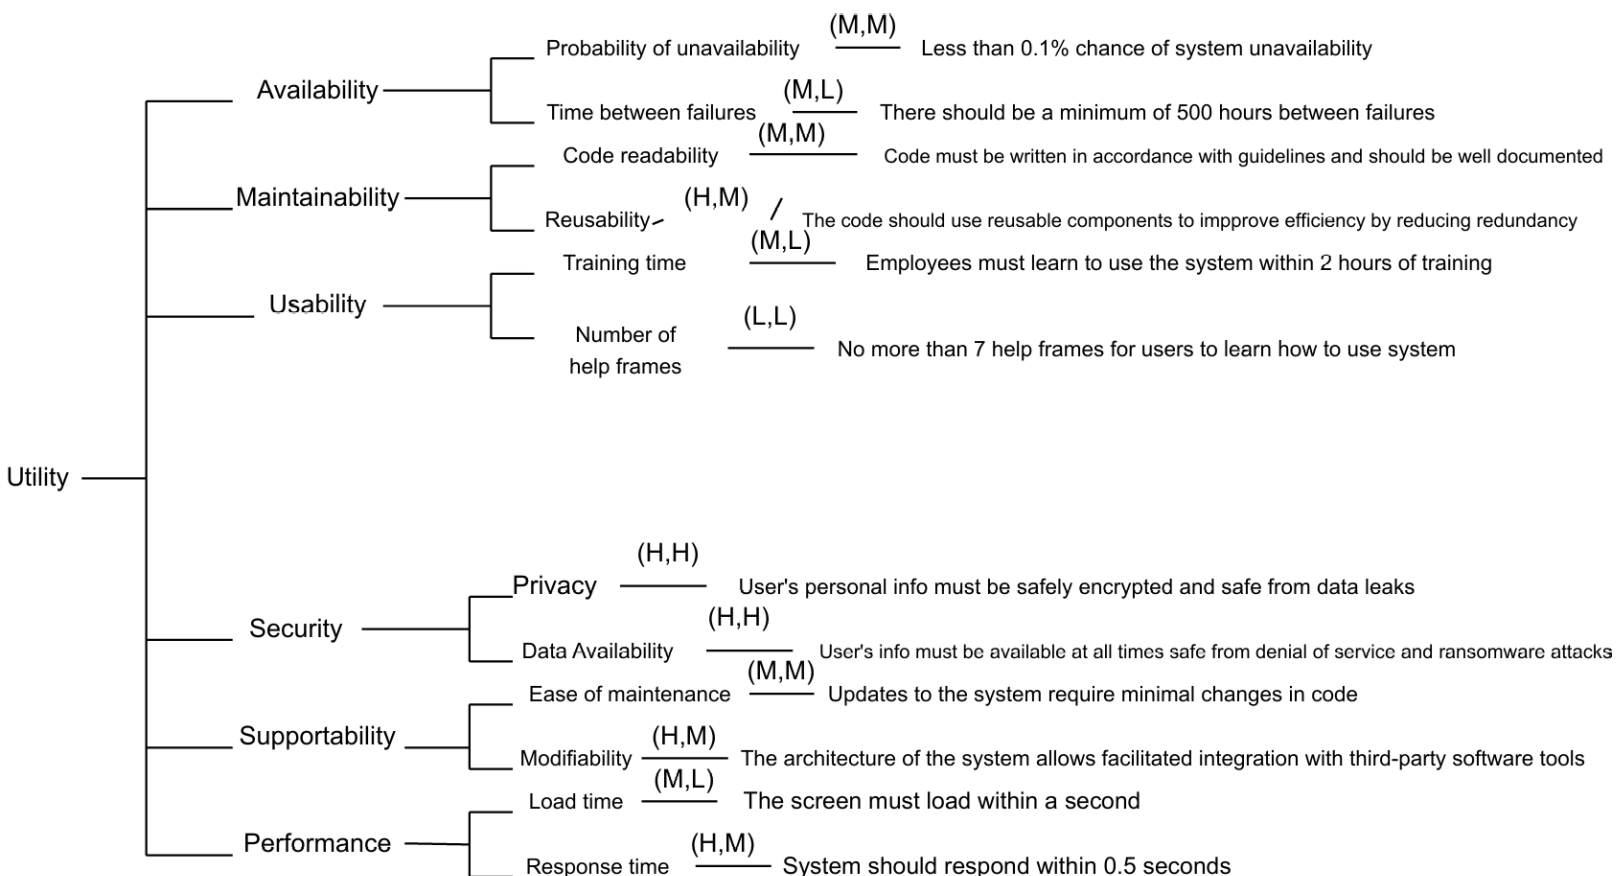 (M,M)
Probability of unavailability Less than 0.1% chance of system unavailability
Availability
(M,L)
Time between failures There should be a minimum of 500 hours between failures
(M,M)
Code readability Code must be written in accordance with guidelines and should be well documented
Maintainability
(H,M)
Reusability The code should use reusable components to impprove efficiency by reducing redundancy
(M,L)
Training time Employees must learn to use the system within 2 hours of training
Usability
(L,L)
Number of
help frames
No more than 7 help frames for users to learn how to use system
Utility
(H,H)
Privacy User's personal info must be safely encrypted and safe from data leaks
Security
(H,H)
Data Availability User's info must be available at all times safe from denial of service and ransomware attacks
(M,M)
Ease of maintenance Updates to the system require minimal changes in code
Supportability
(H,M)
Modifiability The architecture of the system allows facilitated integration with third-party software tools
(M,L)
Load time The screen must load within a second
Performance
(H,M)
Response time System should respond within 0.5 seconds